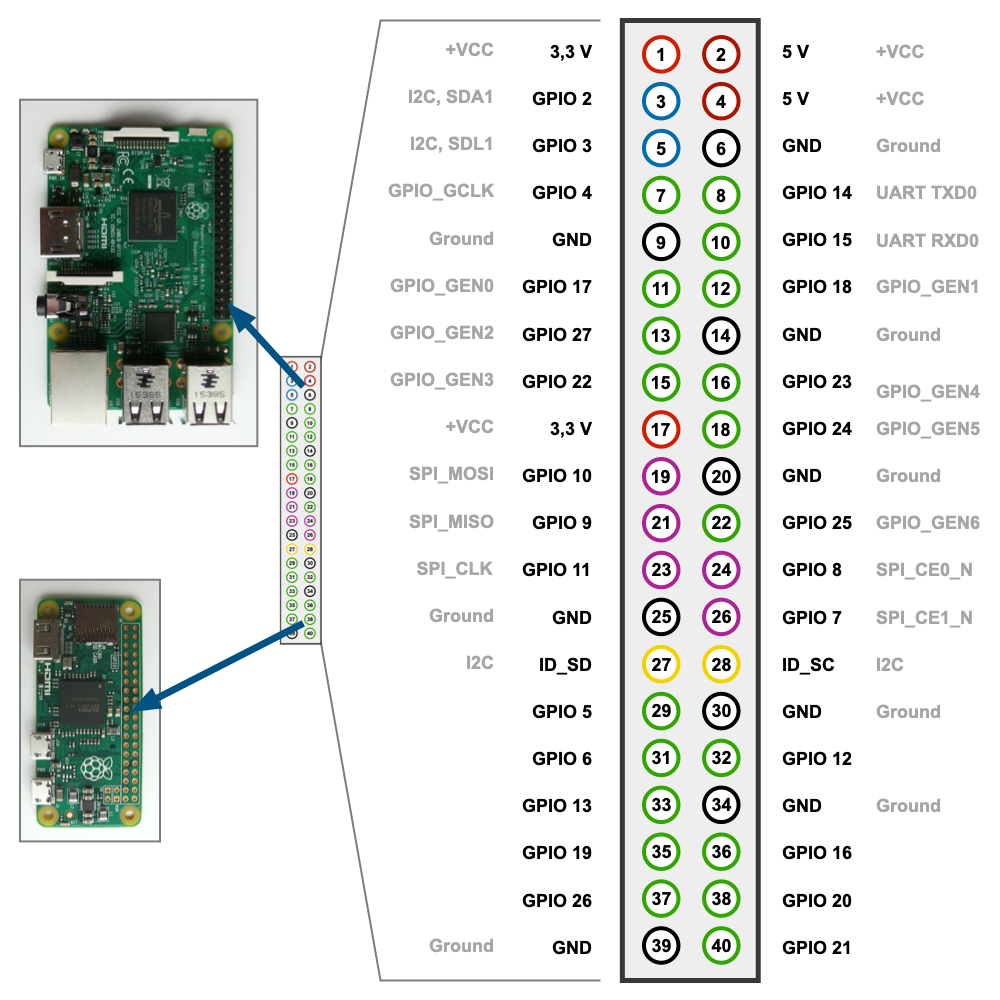 +VCC 3,3 V 1 2 5 V +VCC
I2C, SDA1 GPIO 2 3 4 5 V +VCC
I2C, SDL1 GPIO 3 5 6 GND Ground
GPIO_GCLK GPIO 4 7 8 GPIO 14 UART TXD0
Ground GND 9 10 GPIO 15 UART RXD0
GPIO_GEN0 GPIO 17 11 12 GPIO 18 GPIO_GEN1
GPIO_GEN2 GPIO 27 13 14 GND Ground
GPIO_GEN3 GPIO 22 15 16 GPIO 23 GPIO_GEN4
+VCC 3,3 V 17 18 GPIO 24 GPIO_GEN5
SPI_MOSI GPIO 10 19 20 GND Ground
SPI_MISO GPIO 9 21 22 GPIO 25 GPIO_GEN6
SPI_CLK GPIO 11 23 24 GPIO 8 SPI_CE0_N
Ground GND 25 26 GPIO 7 SPI_CE1_N
I2C ID_SD 27 28 ID_SC I2C
GPIO 5 29 30 GND Ground
GPIO 6 31 32 GPIO 12
GPIO 13 33 34 GND Ground
GPIO 19 35 36 GPIO 16
GPIO 26 37 38 GPIO 20
Ground GND 39 40 GPIO 21
DISPLAY
FCC CE
HDMI
15385
15385
HDMI